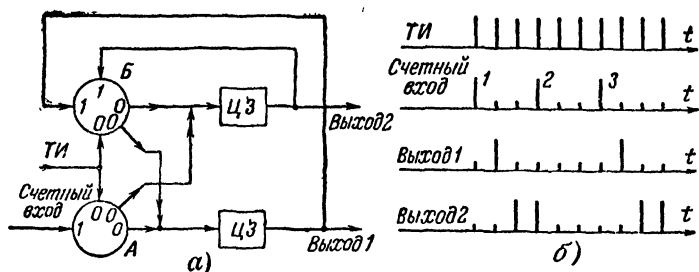 Б
1
1
0
00
ЦЗ
Выход2
ТИ
Счетный
вход
00
1
0
А
ЦЗ
Выход1
а)
ТИ
t
Счетный
вход
1
2
3
t
Выход1
t
Выход2
t
б)